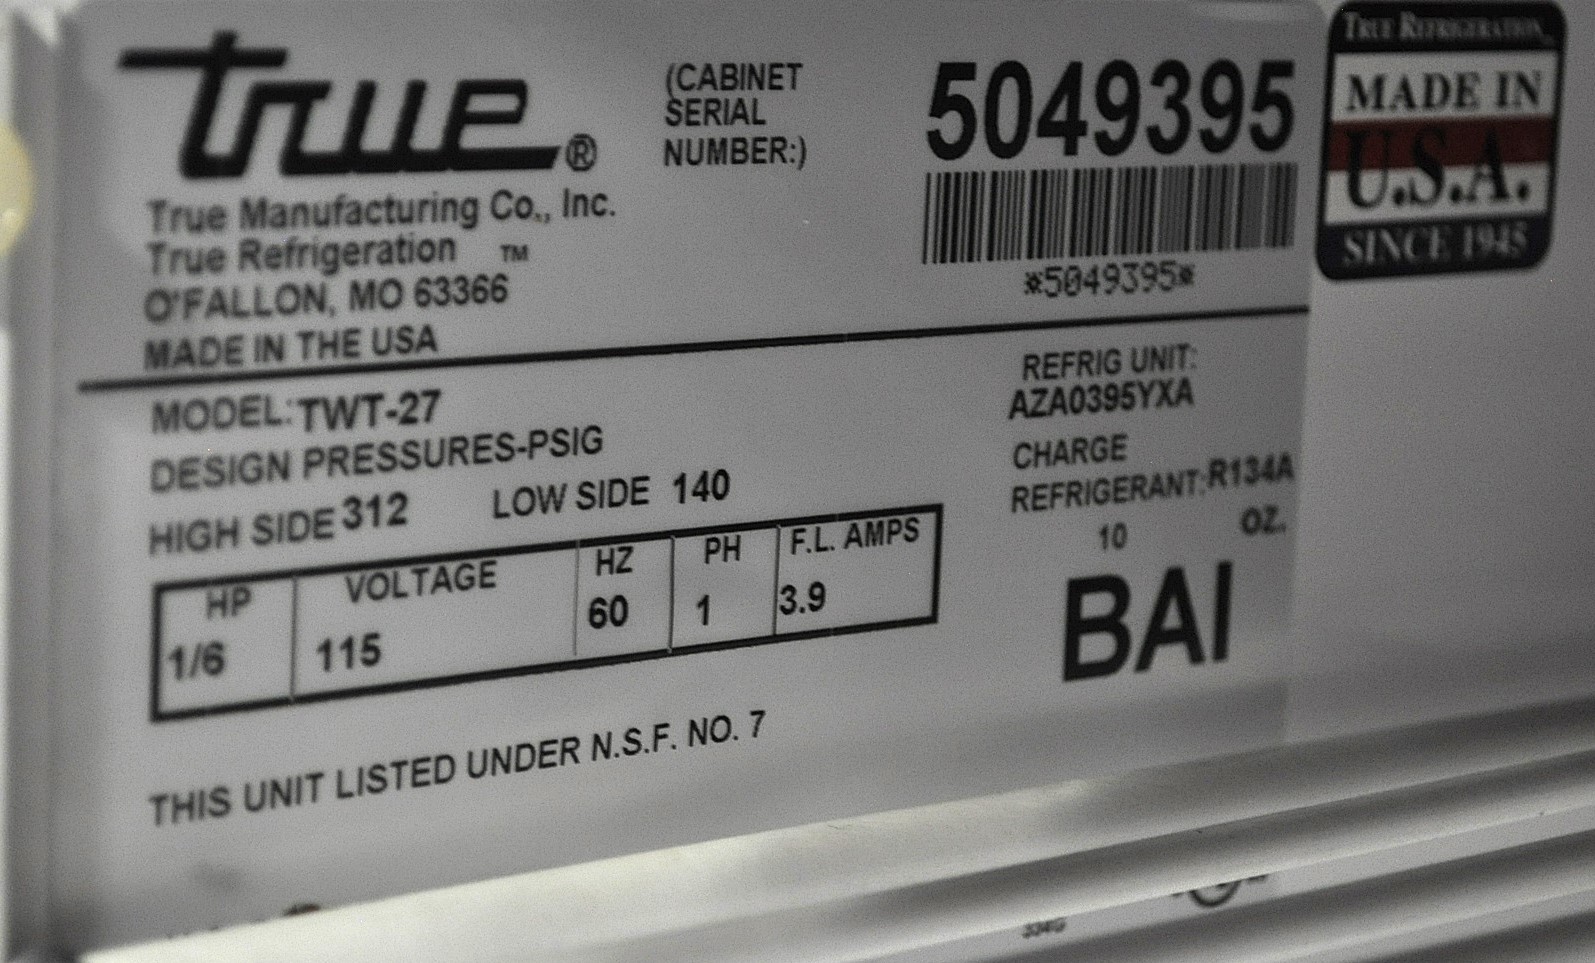 true®
True Manufacturing Co., Inc.
True Refrigeration ™
O'FALLON, MO 63366
MADE IN THE USA
(CABINET
SERIAL
NUMBER:)
5049395
*5049395*
TRUE REFRIGERATION
MADE IN
U.S.A.
SINCE 1945
MODEL: TWT-27
DESIGN PRESSURES-PSIG
HIGH SIDE 312 LOW SIDE 140
HP VOLTAGE HZ PH F.L. AMPS
1/6 115 60 1 3.9
REFRIG UNIT:
AZA0395YXA
CHARGE
REFRIGERANT: R134A
10 OZ.
BAI
THIS UNIT LISTED UNDER N.S.F. NO. 7